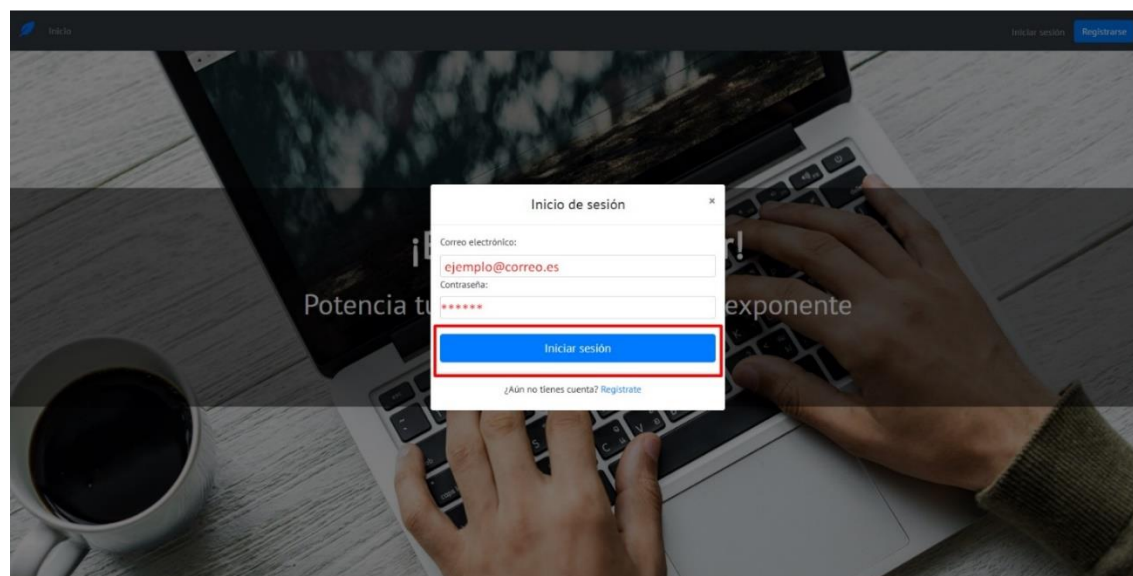 Inicio
Iniciar sesión Registrarse
Inicio de sesión ×
Correo electrónico:
ejemplo@correo.es
Contraseña:
******
Iniciar sesión
¿Aún no tienes cuenta? Registrate
Potencia tu
exponente